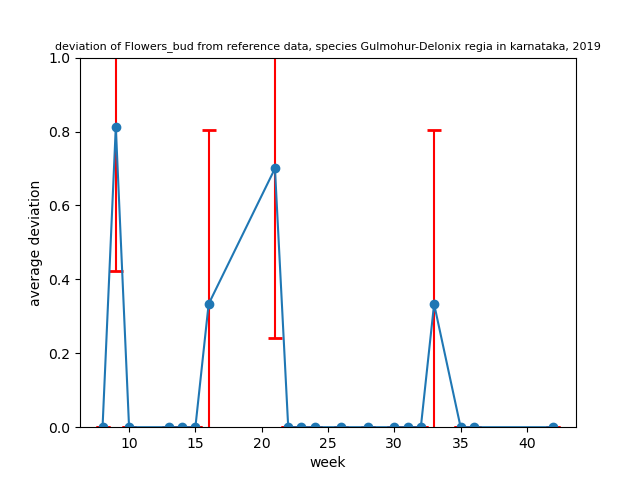 deviation of Flowers_bud from reference data, species Gulmohur-Delonix regia in karnataka, 2019
1.0
0.8
0.6
0.4
0.2
0.0
average deviation
10 15 20 25 30 35 40
week